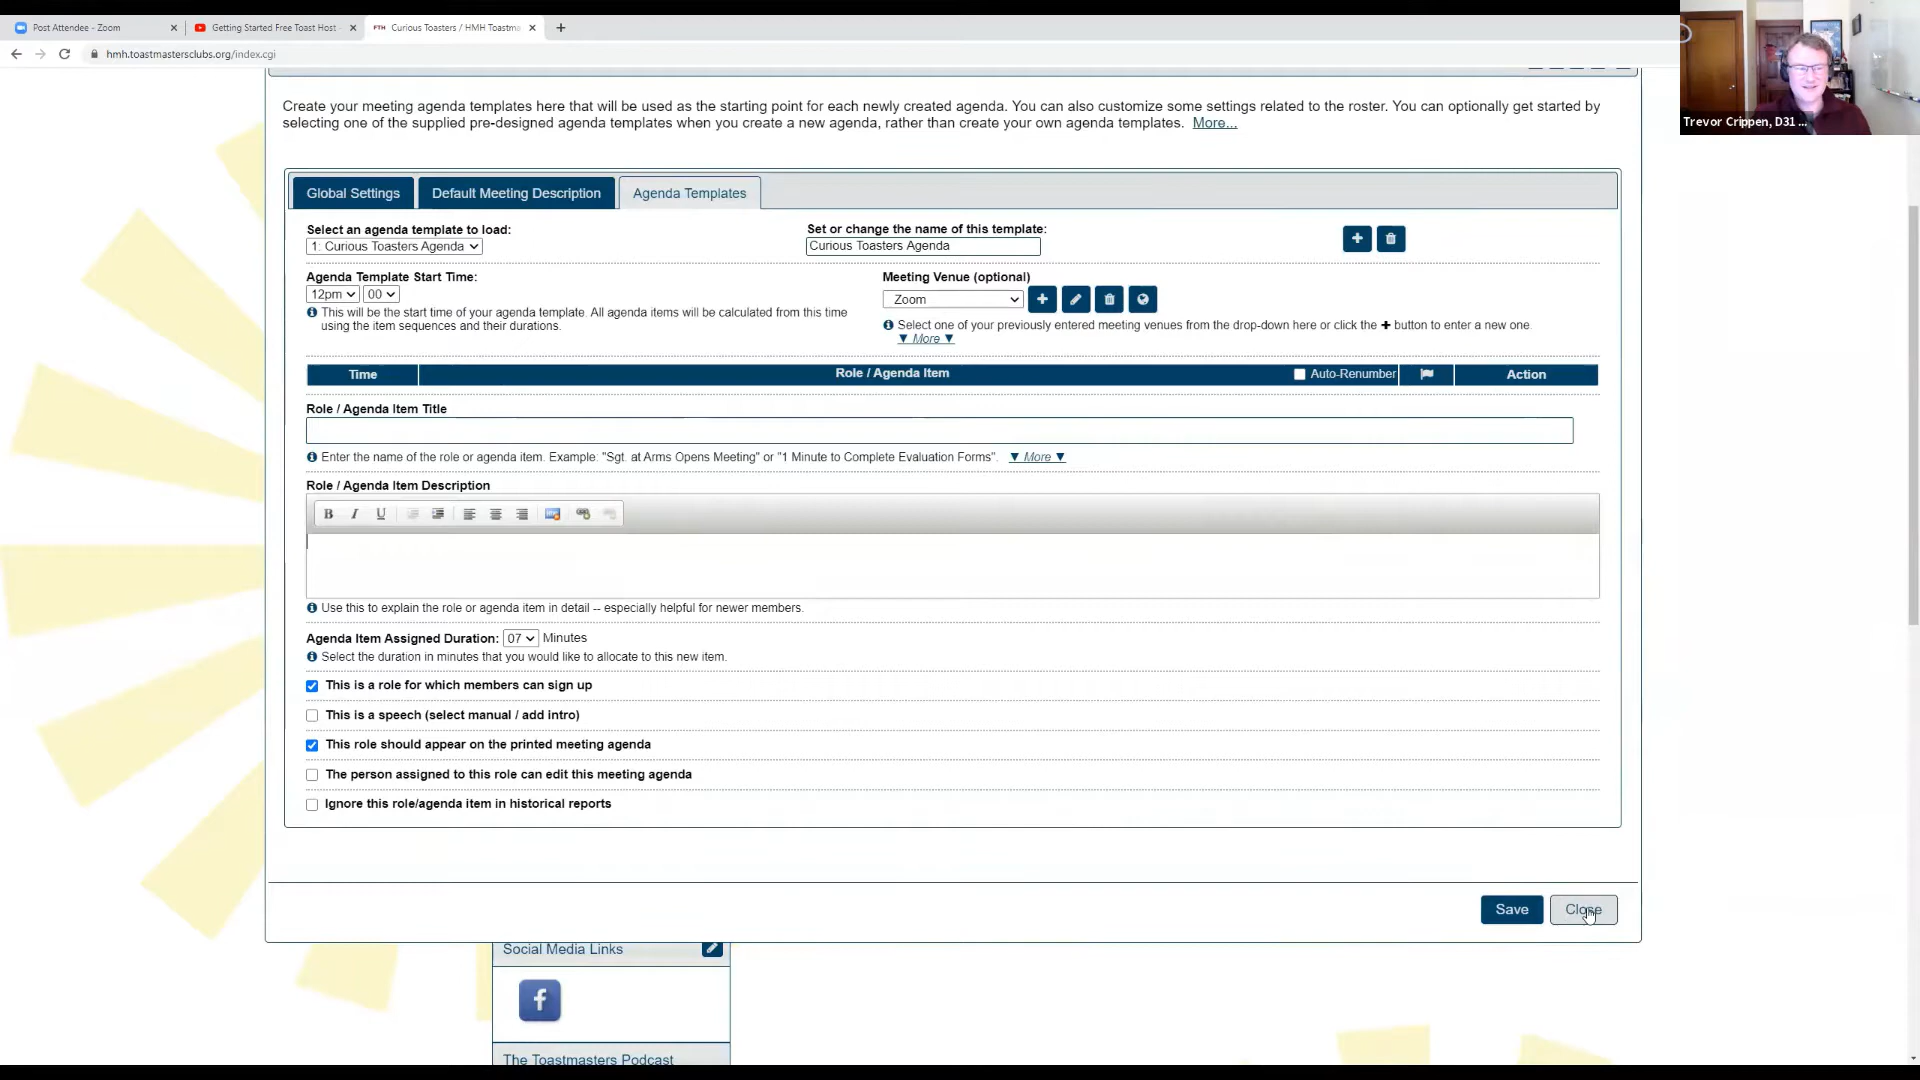 Post Attendee - Zoom
Getting Started Free Toast Host
FTH Curious Toasters / HMH Toastma
hmh.toastmastersclubs.org/index.cgi
Trevor Crippen, D31 ...
Create your meeting agenda templates here that will be used as the starting point for each newly created agenda. You can also customize some settings related to the roster. You can optionally get started by
selecting one of the supplied pre-designed agenda templates when you create a new agenda, rather than create your own agenda templates. More...
Global Settings
Default Meeting Description
Agenda Templates
Select an agenda template to load:
Set or change the name of this template:
1: Curious Toasters Agenda
Curious Toasters Agenda
Agenda Template Start Time:
Meeting Venue (optional)
12pm 00
Zoom
This will be the start time of your agenda template. All agenda items will be calculated from this time
using the item sequences and their durations.
Select one of your previously entered meeting venues from the drop-down here or click the + button to enter a new one.
▼ More ▼
Time Role / Agenda Item Auto-Renumber Action
Role / Agenda Item Title
Enter the name of the role or agenda item. Example: "Sgt. at Arms Opens Meeting" or "1 Minute to Complete Evaluation Forms". ▼ More ▼
Role / Agenda Item Description
B I U
Use this to explain the role or agenda item in detail -- especially helpful for newer members.
Agenda Item Assigned Duration: 07 Minutes
Select the duration in minutes that you would like to allocate to this new item.
This is a role for which members can sign up
This is a speech (select manual / add intro)
This role should appear on the printed meeting agenda
The person assigned to this role can edit this meeting agenda
Ignore this role/agenda item in historical reports
Save
Close
Social Media Links
The Toastmasters Podcast